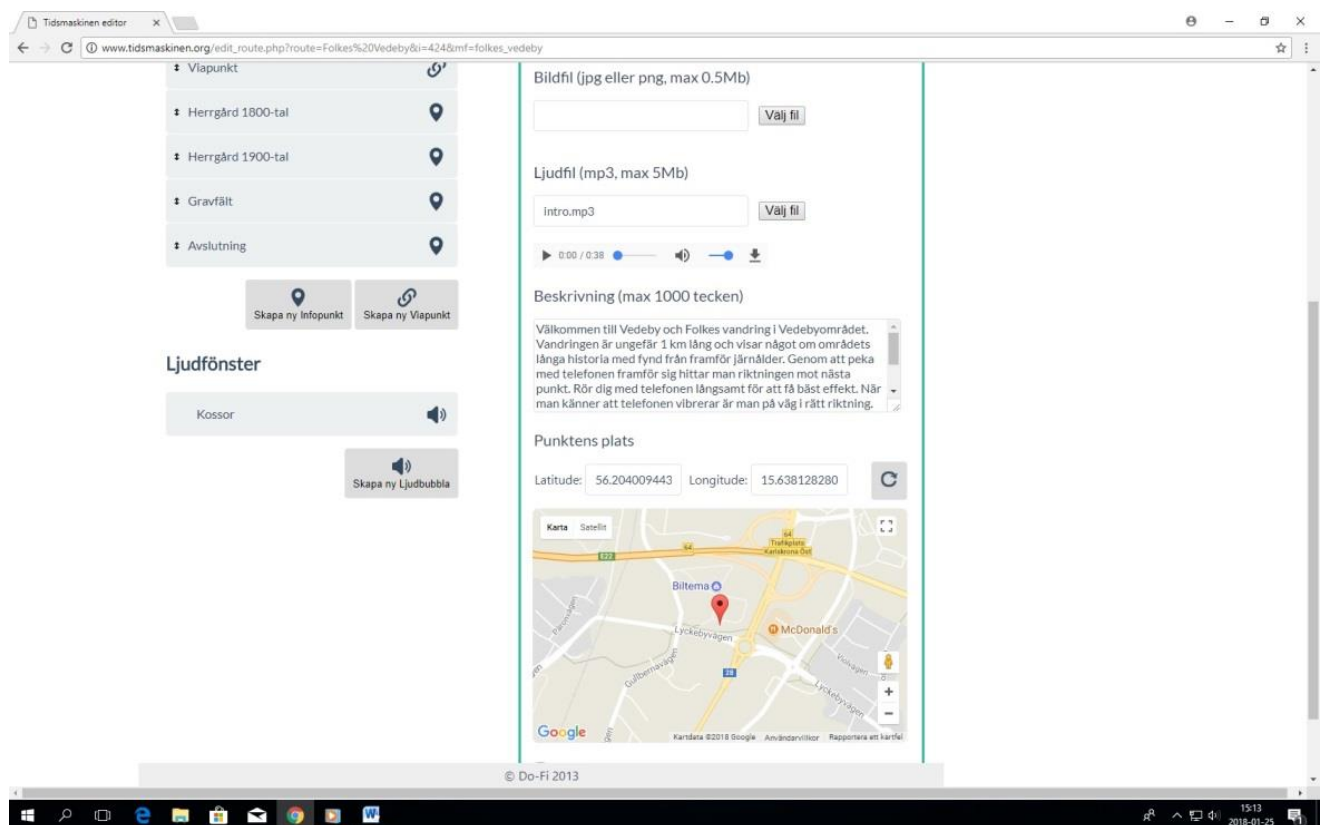 Tidsmaskinen editor
www.tidsmaskinen.org/edit_route.php?route=Folkes%20Vedeby&i=424&mf=folkes_vedeby
Viapunkt
Herrgård 1800-tal
Herrgård 1900-tal
Gravfält
Avslutning
Skapa ny Infopunkt
Skapa ny Viapunkt
Ljudfönster
Kossor
Skapa ny Ljudbubbla
Bildfil (jpg eller png, max 0.5Mb)
Välj fil
Ljudfil (mp3, max 5Mb)
intro.mp3
Välj fil
0:00 / 0:38
Beskrivning (max 1000 tecken)
Välkommen till Vedeby och Folkes vandring i Vedebyområdet.
Vandringen är ungefär 1 km lång och visar något om områdets
långa historia med fynd från framför järnålder. Genom att peka
med telefonen framför sig hittar man riktningen mot nästa
punkt. Rör dig med telefonen långsamt för att få bäst effekt. När
man känner att telefonen vibrerar är man på väg i rätt riktning.
Punktens plats
Latitude: 56.204009443 Longitude: 15.638128280
Karta Satellit
64
Trafikplats
Karlskrona Öst
64
E22
Biltema
Päronvägen
Lyckebyvägen
McDonald's
Violvägen
Gullbernavägen
28
Lyckebyvägen
+
−
Google
Kartdata ©2018 Google Användarvillkor Rapportera ett kartfel
© Do-Fi 2013
15:13
2018-01-25